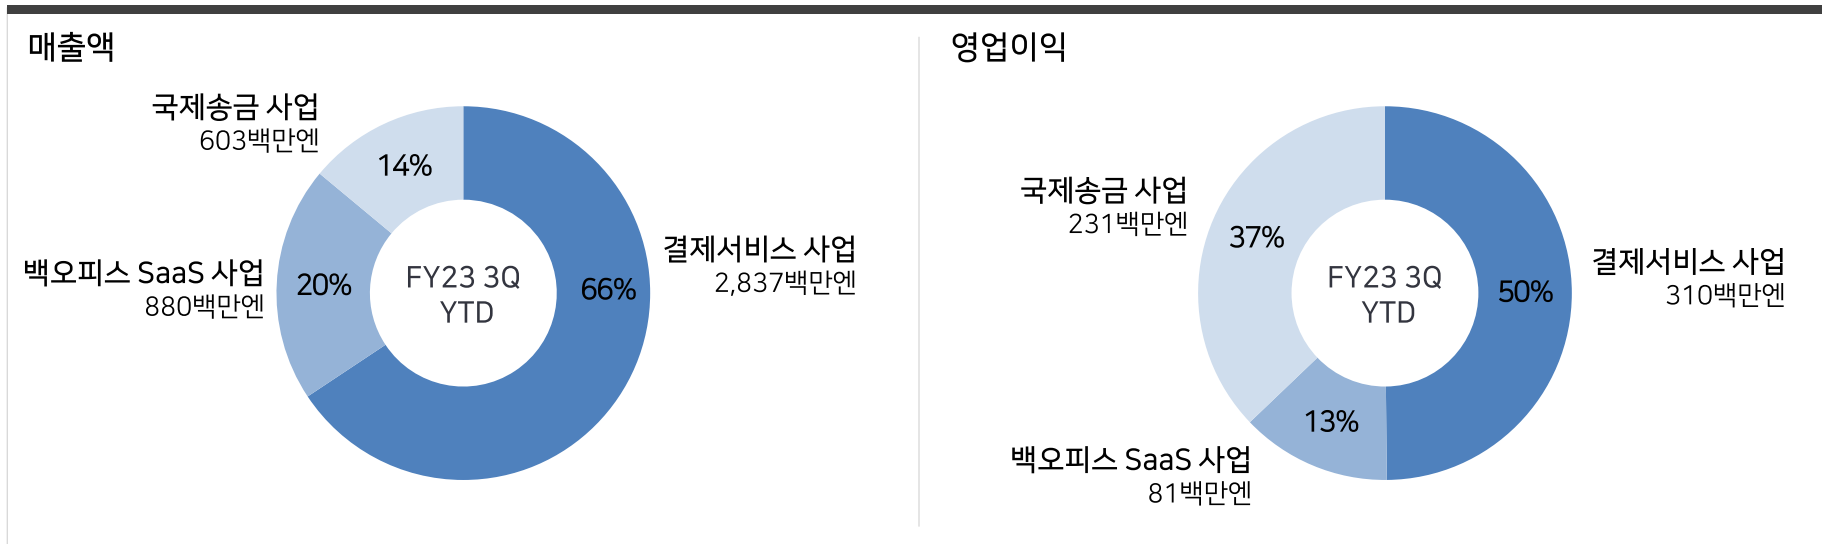 매출액
국제송금 사업
603백만엔
14%
백오피스 SaaS 사업
880백만엔
20%
FY23 3Q
YTD
66%
결제서비스 사업
2,837백만엔
영업이익
국제송금 사업
231백만엔
37%
FY23 3Q
YTD
50%
결제서비스 사업
310백만엔
13%
백오피스 SaaS 사업
81백만엔